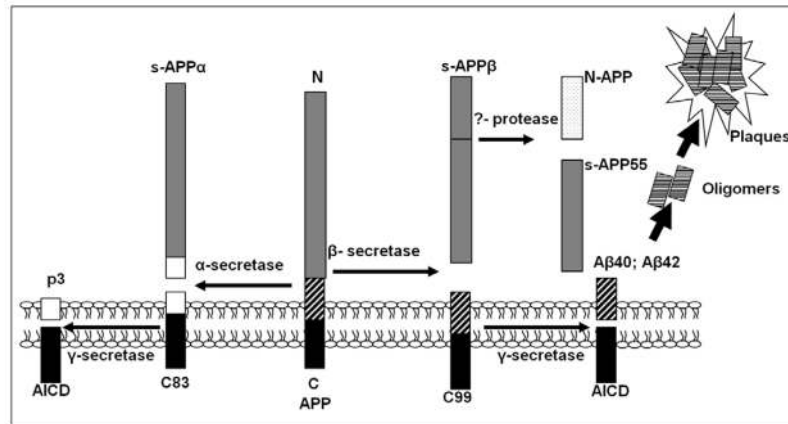 s-APPα
N
s-APPβ
N-APP
?- protease
Plaques
s-APP55
Oligomers
α-secretase
β- secretase
Aβ40; Aβ42
p3
γ-secretase
γ-secretase
AICD
C83
C
APP
C99
AICD